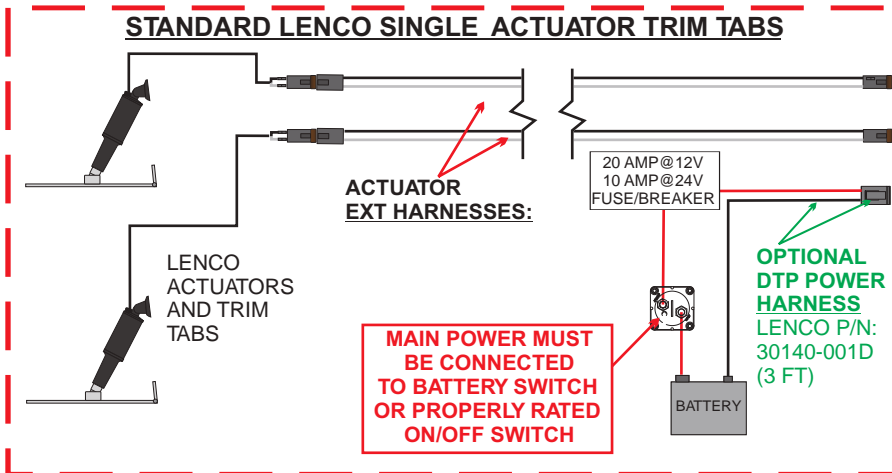 STANDARD LENCO SINGLE ACTUATOR TRIM TABS
ACTUATOR
EXT HARNESSES:
20 AMP@12V
10 AMP@24V
FUSE/BREAKER
LENCO
ACTUATORS
AND TRIM
TABS
OPTIONAL
DTP POWER
HARNESS
LENCO P/N:
30140-001D
(3 FT)
MAIN POWER MUST
BE CONNECTED
TO BATTERY SWITCH
OR PROPERLY RATED
ON/OFF SWITCH
BATTERY